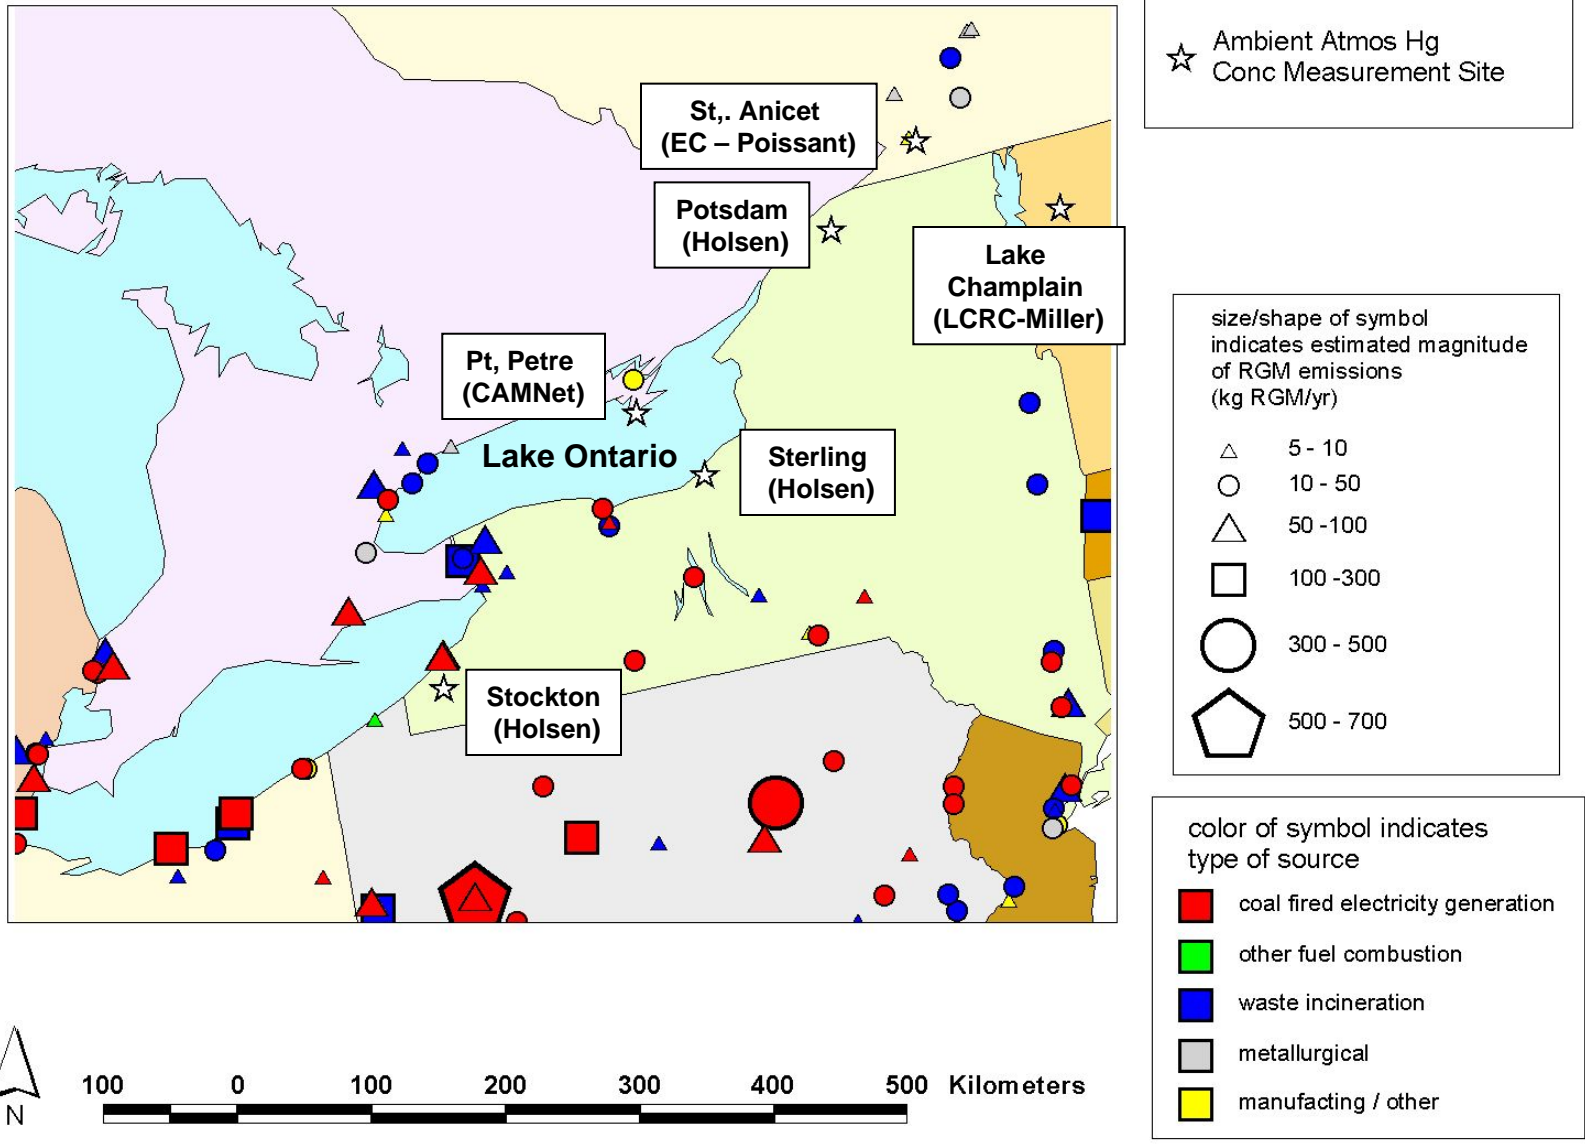 Ambient Atmos Hg
Conc Measurement Site
St,. Anicet
(EC – Poissant)
Potsdam
(Holsen)
Lake
Champlain
(LCRC-Miller)
Pt, Petre
(CAMNet)
Lake Ontario
Sterling
(Holsen)
Stockton
(Holsen)
size/shape of symbol
indicates estimated magnitude
of RGM emissions
(kg RGM/yr)
5 - 10
10 - 50
50 -100
100 -300
300 - 500
500 - 700
color of symbol indicates
type of source
coal fired electricity generation
other fuel combustion
waste incineration
metallurgical
manufacting / other
N
100 0 100 200 300 400 500 Kilometers